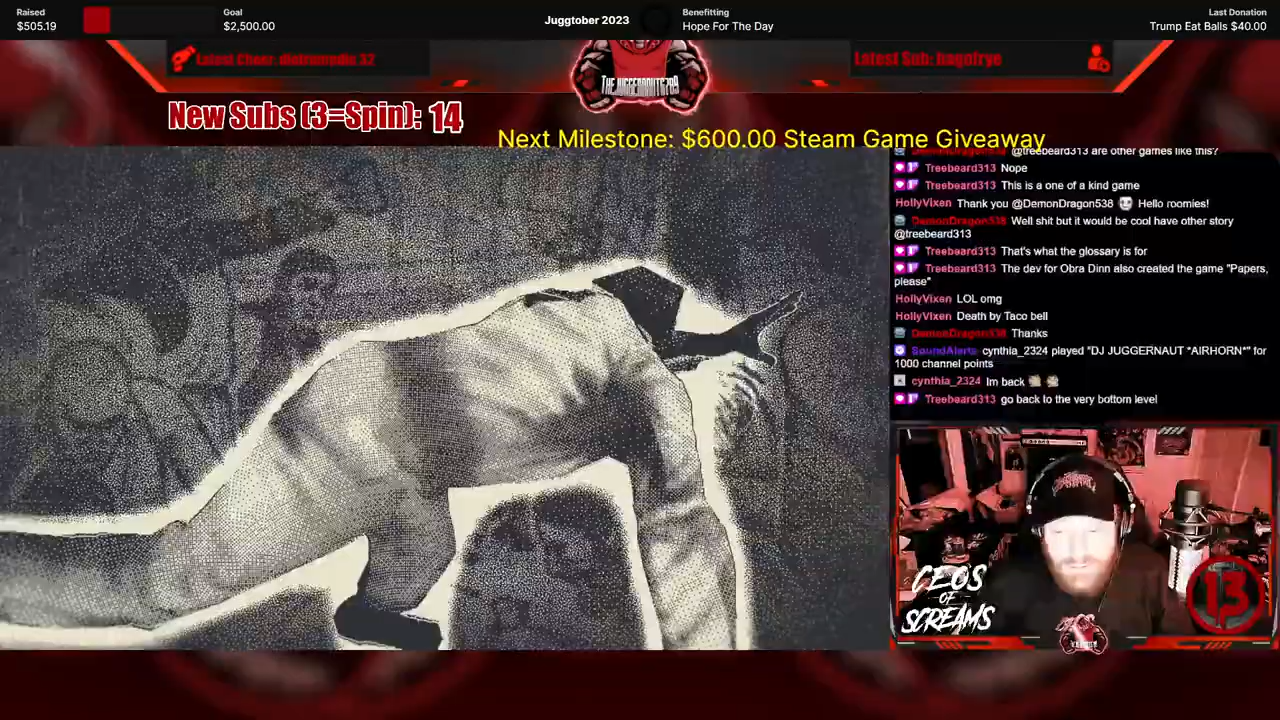 Raised
$505.19
Goal
$2,500.00
Juggtober 2023
Benefitting
Hope For The Day
Last Donation
Trump Eat Balls $40.00
Latest Sub: hagofrye
THEJUGGERNAUT6789
New Subs (3=Spin): 14
Next Milestone: $600.00 Steam Game Giveaway
@treebeard313 are other games like this?
Treebeard313 Nope
Treebeard313 This is a one of a kind game
HollyVixen Thank you @DemonDragon538 Hello roomies!
DemonDragon538 Well shit but it would be cool have other story
@treebeard313
Treebeard313 That's what the glossary is for
Treebeard313 The dev for Obra Dinn also created the game "Papers,
please"
HollyVixen LOL omg
HollyVixen Death by Taco bell
DemonDragon538 Thanks
SoundAlerts cynthia_2324 played "DJ JUGGERNAUT *AIRHORN*" for
1000 channel points
cynthia_2324 Im back
Treebeard313 go back to the very bottom level
CEOS
OF
SCREAMS
13